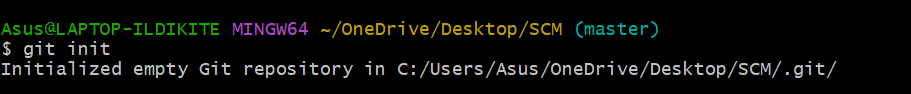 Asus@LAPTOP-ILDIKITE MINGW64 ~/OneDrive/Desktop/SCM (master)
$ git init
Initialized empty Git repository in C:/Users/Asus/OneDrive/Desktop/SCM/.git/